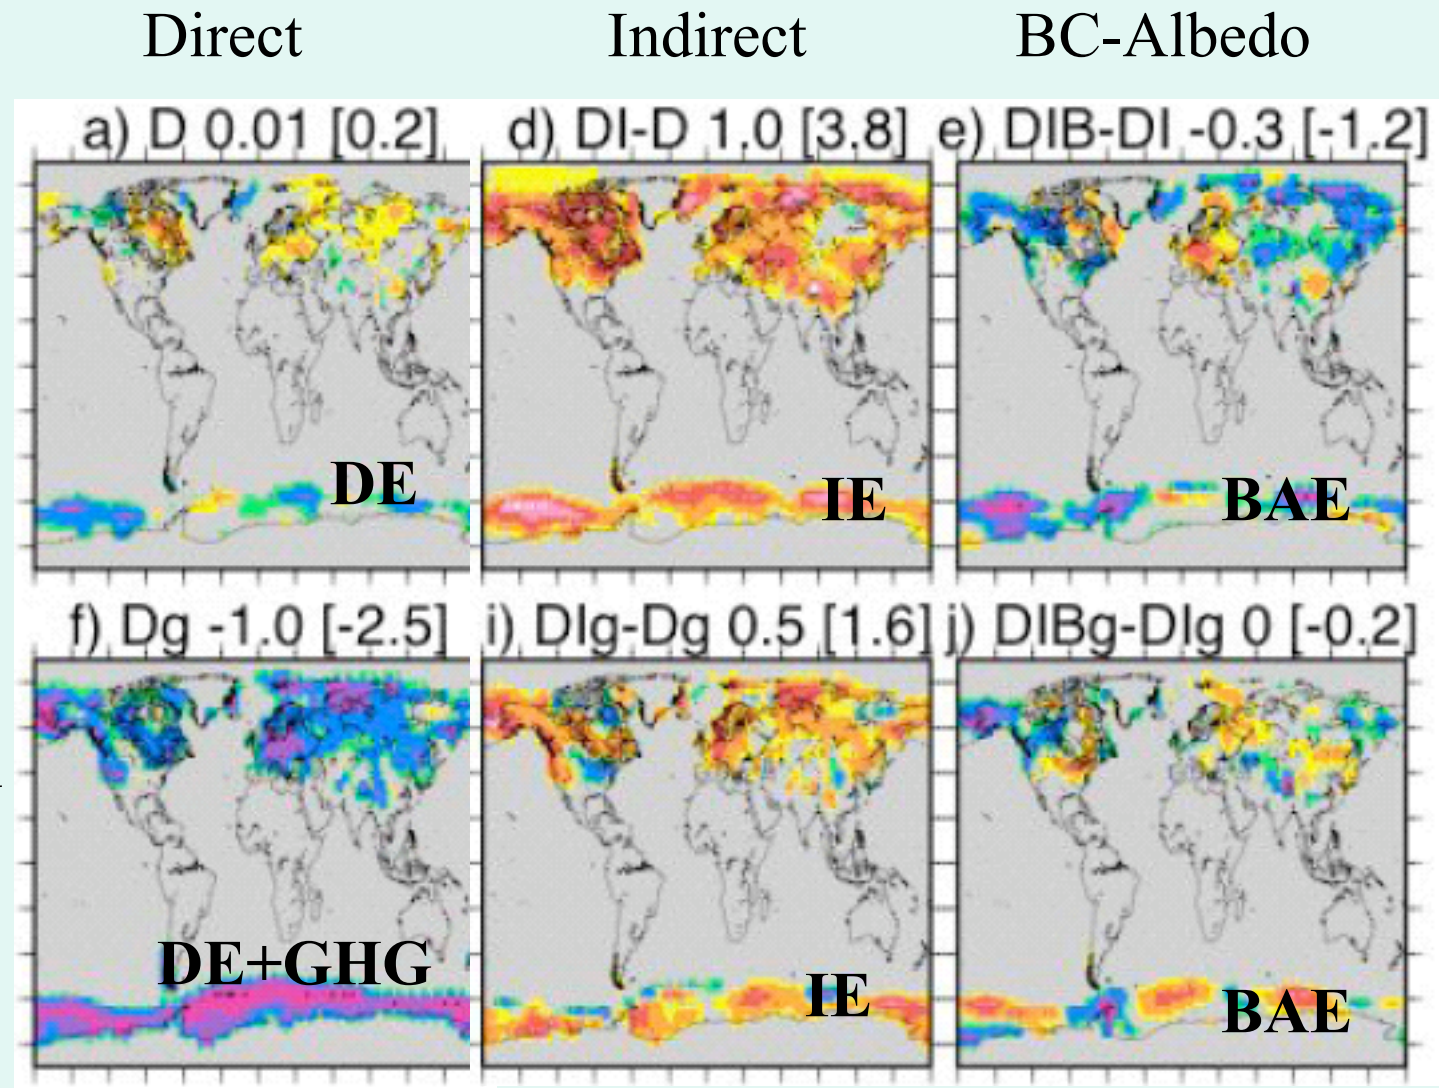 Direct Indirect BC-Albedo
a) D 0.01 [0.2] d) DI-D 1.0 [3.8] e) DIB-DI -0.3 [-1.2]
DE IE BAE
f) Dg -1.0 [-2.5] i) DIg-Dg 0.5 [1.6] j) DIBg-DIg 0 [-0.2]
DE+GHG IE BAE